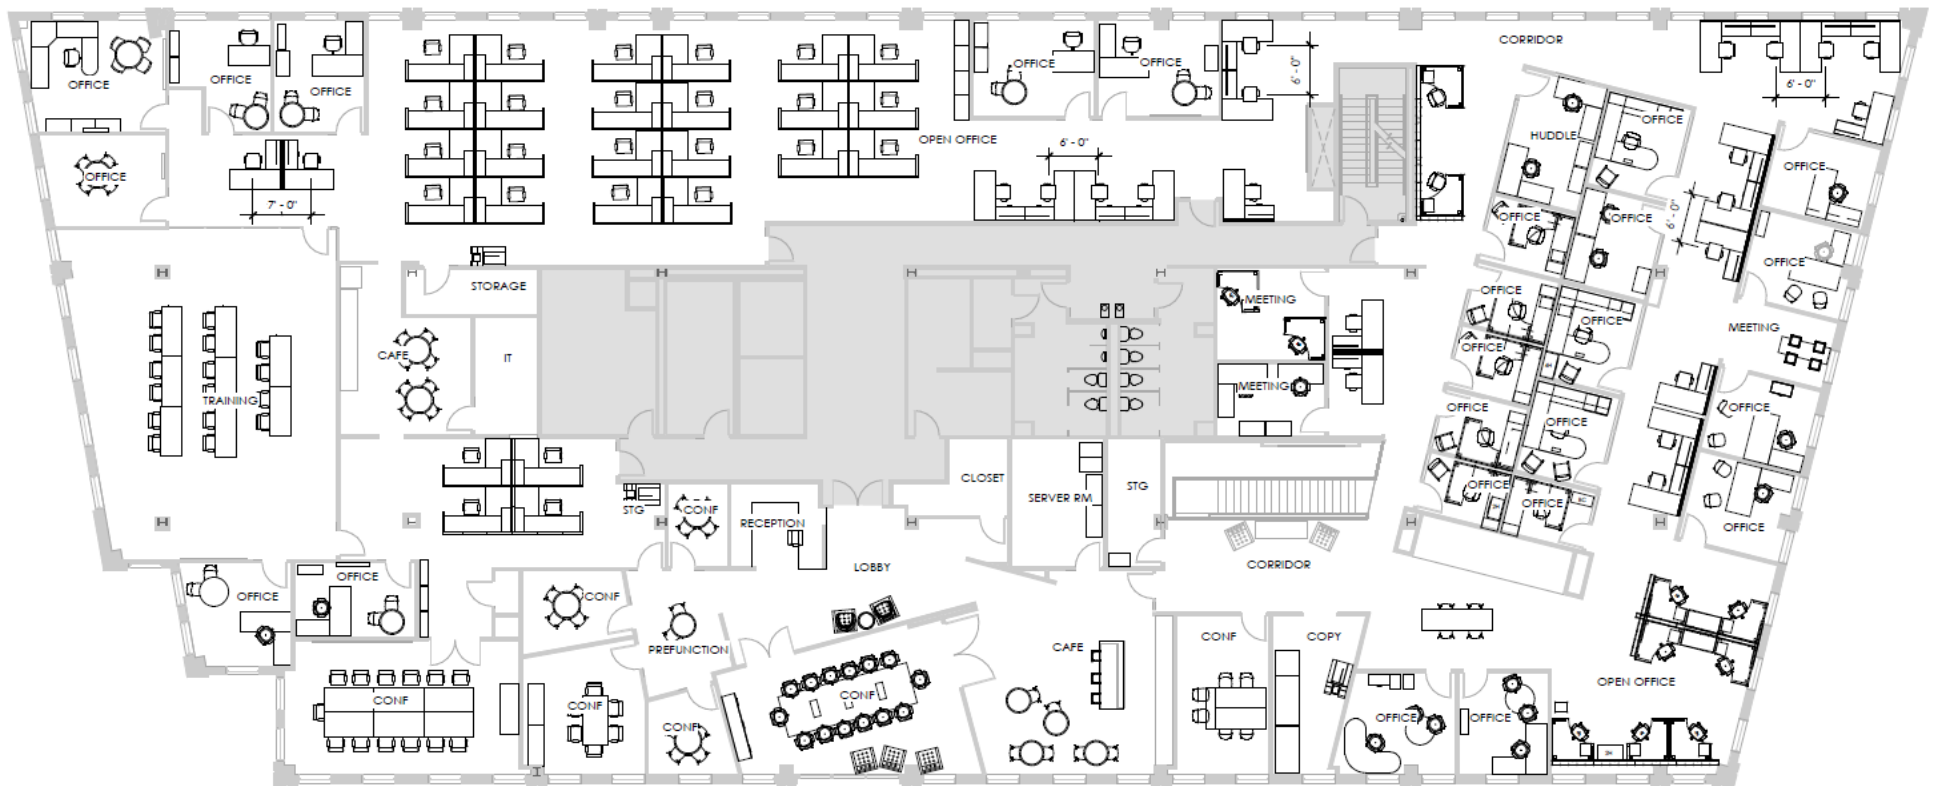 CORRIDOR
OFFICE
OFFICE
OFFICE
OFFICE
OFFICE
6' - 0"
6' - 0"
OFFICE
HUDDLE
OPEN OFFICE
6' - 0"
OFFICE
OFFICE
7' - 0"
OFFICE
OFFICE
6' - 0"
OFFICE
STORAGE
OFFICE
MEETING
OFFICE
MEETING
CAFE
IT
OFFICE
MEETING
TRAINING
OFFICE
OFFICE
OFFICE
CLOSET
SERVER RM
STG
OFFICE
OFFICE
STG
CONF
RECEPTION
OFFICE
LOBBY
CORRIDOR
OFFICE
OFFICE
CONF
PREFUNCTION
CAFE
CONF
COPY
OPEN OFFICE
CONF
CONF
CONF
CONF
OFFICE
OFFICE